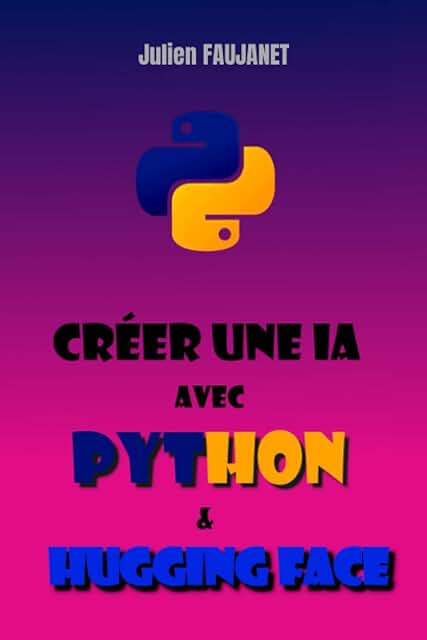 Julien FAUJANET
CRÉER UNE IA
AVEC
PYTHON
&
HUGGING FACE